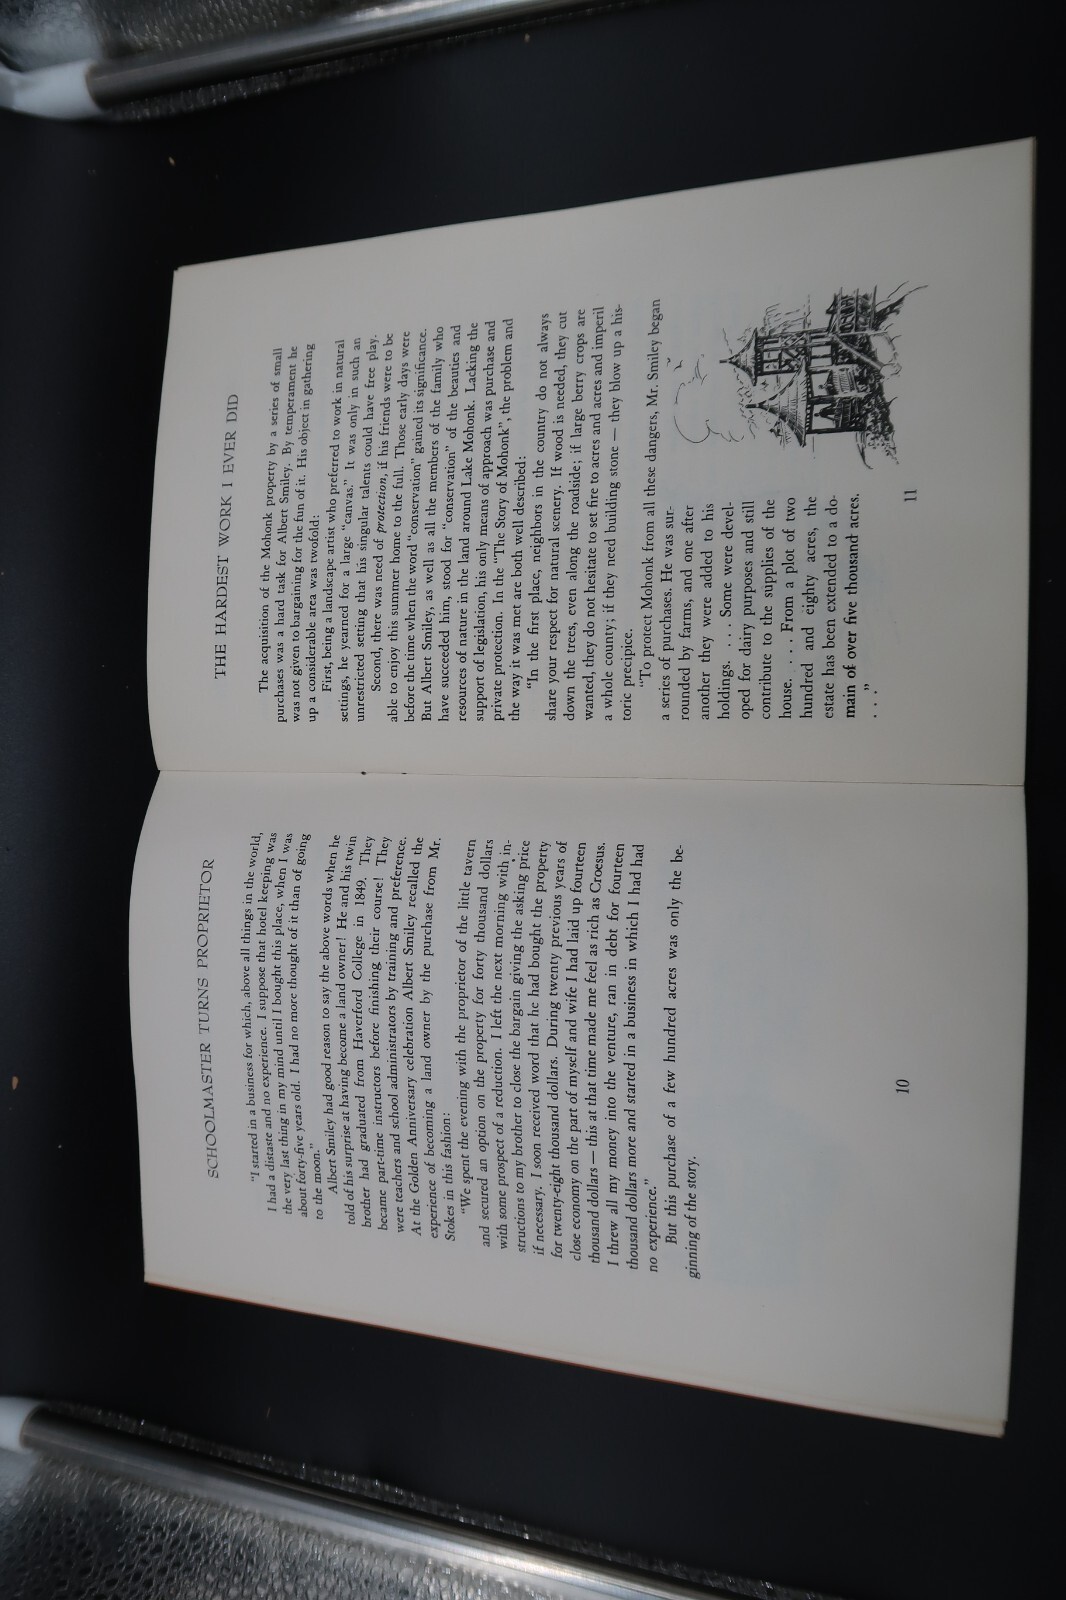 SCHOOLMASTER TURNS PROPRIETOR
"I started in a business for which, above all things in the world,
I had a distaste and no experience. I suppose that hotel keeping was
the very last thing in my mind until I bought this place, when I was
about forty-five years old. I had no more thought of it than of going
to the moon."
Albert Smiley had good reason to say the above words when he
told of his surprise at having become a land owner! He and his twin
brother had graduated from Haverford College in 1849. They
became part-time instructors before finishing their course! They
were teachers and school administrators by training and preference.
At the Golden Anniversary celebration Albert Smiley recalled the
experience of becoming a land owner by the purchase from Mr.
Stokes in this fashion:
"We spent the evening with the proprietor of the little tavern
and secured an option on the property for forty thousand dollars
with some prospect of a reduction. I left the next morning with in-
structions to my brother to close the bargain giving the asking price
if necessary. I soon received word that he had bought the property
for twenty-eight thousand dollars. During twenty previous years of
close economy on the part of myself and wife I had laid up fourteen
thousand dollars — this at that time made me feel as rich as Croesus.
I threw all my money into the venture, ran in debt for fourteen
thousand dollars more and started in a business in which I had had
no experience."
But this purchase of a few hundred acres was only the be-
ginning of the story.
10
THE HARDEST WORK I EVER DID
The acquisition of the Mohonk property by a series of small
purchases was a hard task for Albert Smiley. By temperament he
was not given to bargaining for the fun of it. His object in gathering
up a considerable area was twofold:
First, being a landscape artist who preferred to work in natural
settings, he yearned for a large "canvas." It was only in such an
unrestricted setting that his singular talents could have free play.
Second, there was need of protection, if his friends were to be
able to enjoy this summer home to the full. Those early days were
before the time when the word "conservation" gained its significance.
But Albert Smiley, as well as all the members of the family who
have succeeded him, stood for "conservation" of the beauties and
resources of nature in the land around Lake Mohonk. Lacking the
support of legislation, his only means of approach was purchase and
private protection. In the "The Story of Mohonk", the problem and
the way it was met are both well described:
"In the first place, neighbors in the country do not always
share your respect for natural scenery. If wood is needed, they cut
down the trees, even along the roadside; if large berry crops are
wanted, they do not hesitate to set fire to acres and acres and imperil
a whole county; if they need building stone — they blow up a his-
toric precipice.
"To protect Mohonk from all these dangers, Mr. Smiley began
a series of purchases. He was sur-
rounded by farms, and one after
another they were added to his
holdings. . . . Some were devel-
oped for dairy purposes and still
contribute to the supplies of the
house. . . . From a plot of two
hundred and eighty acres, the
estate has been extended to a do-
main of over five thousand acres.
. . . ."
11